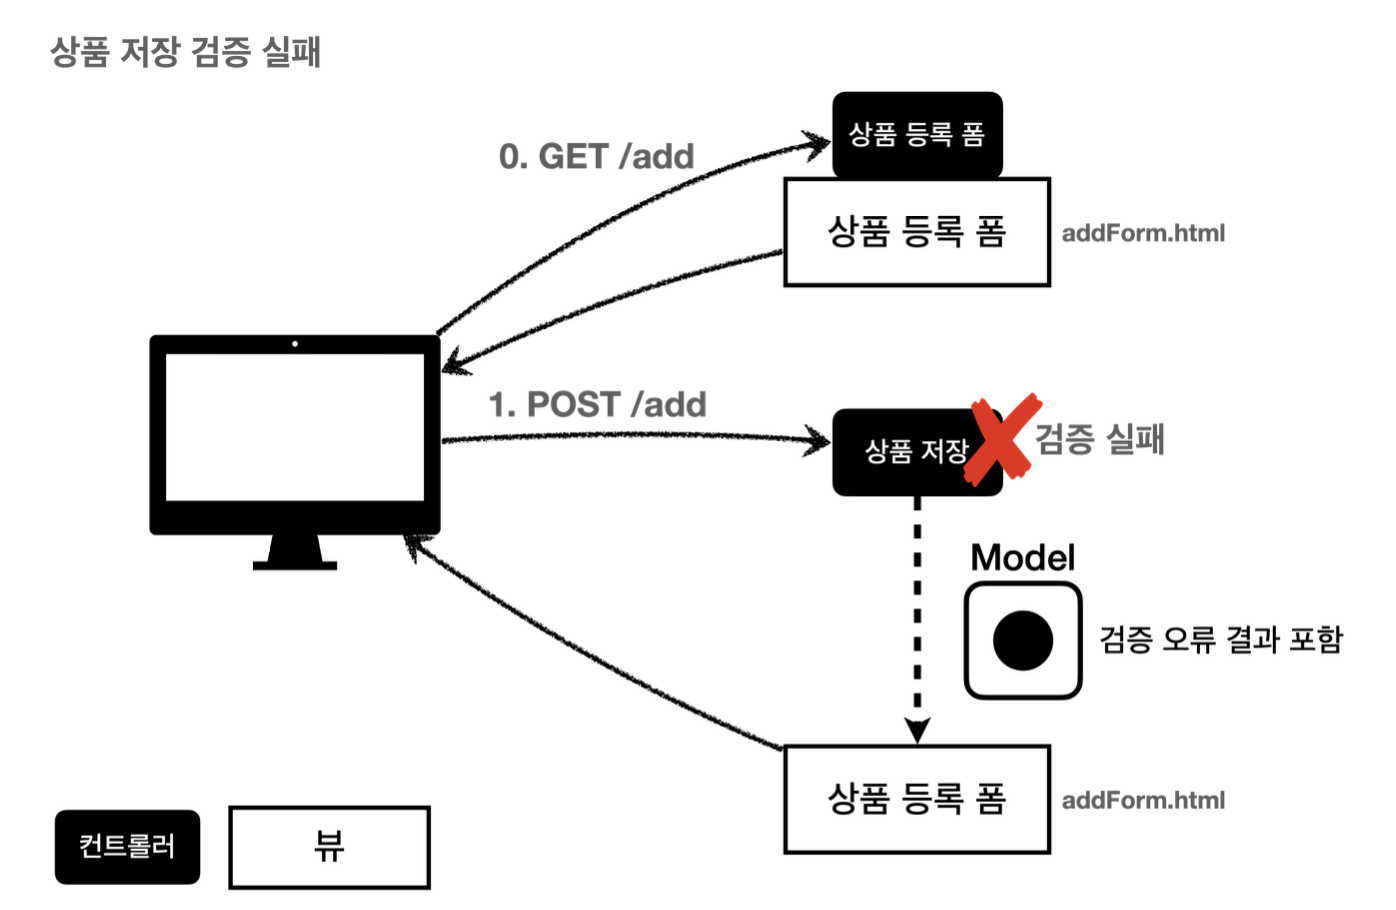 상품 저장 검증 실패
0. GET /add
상품 등록 폼
상품 등록 폼
addForm.html
1. POST /add
상품 저장
검증 실패
Model
검증 오류 결과 포함
상품 등록 폼
addForm.html
컨트롤러
뷰